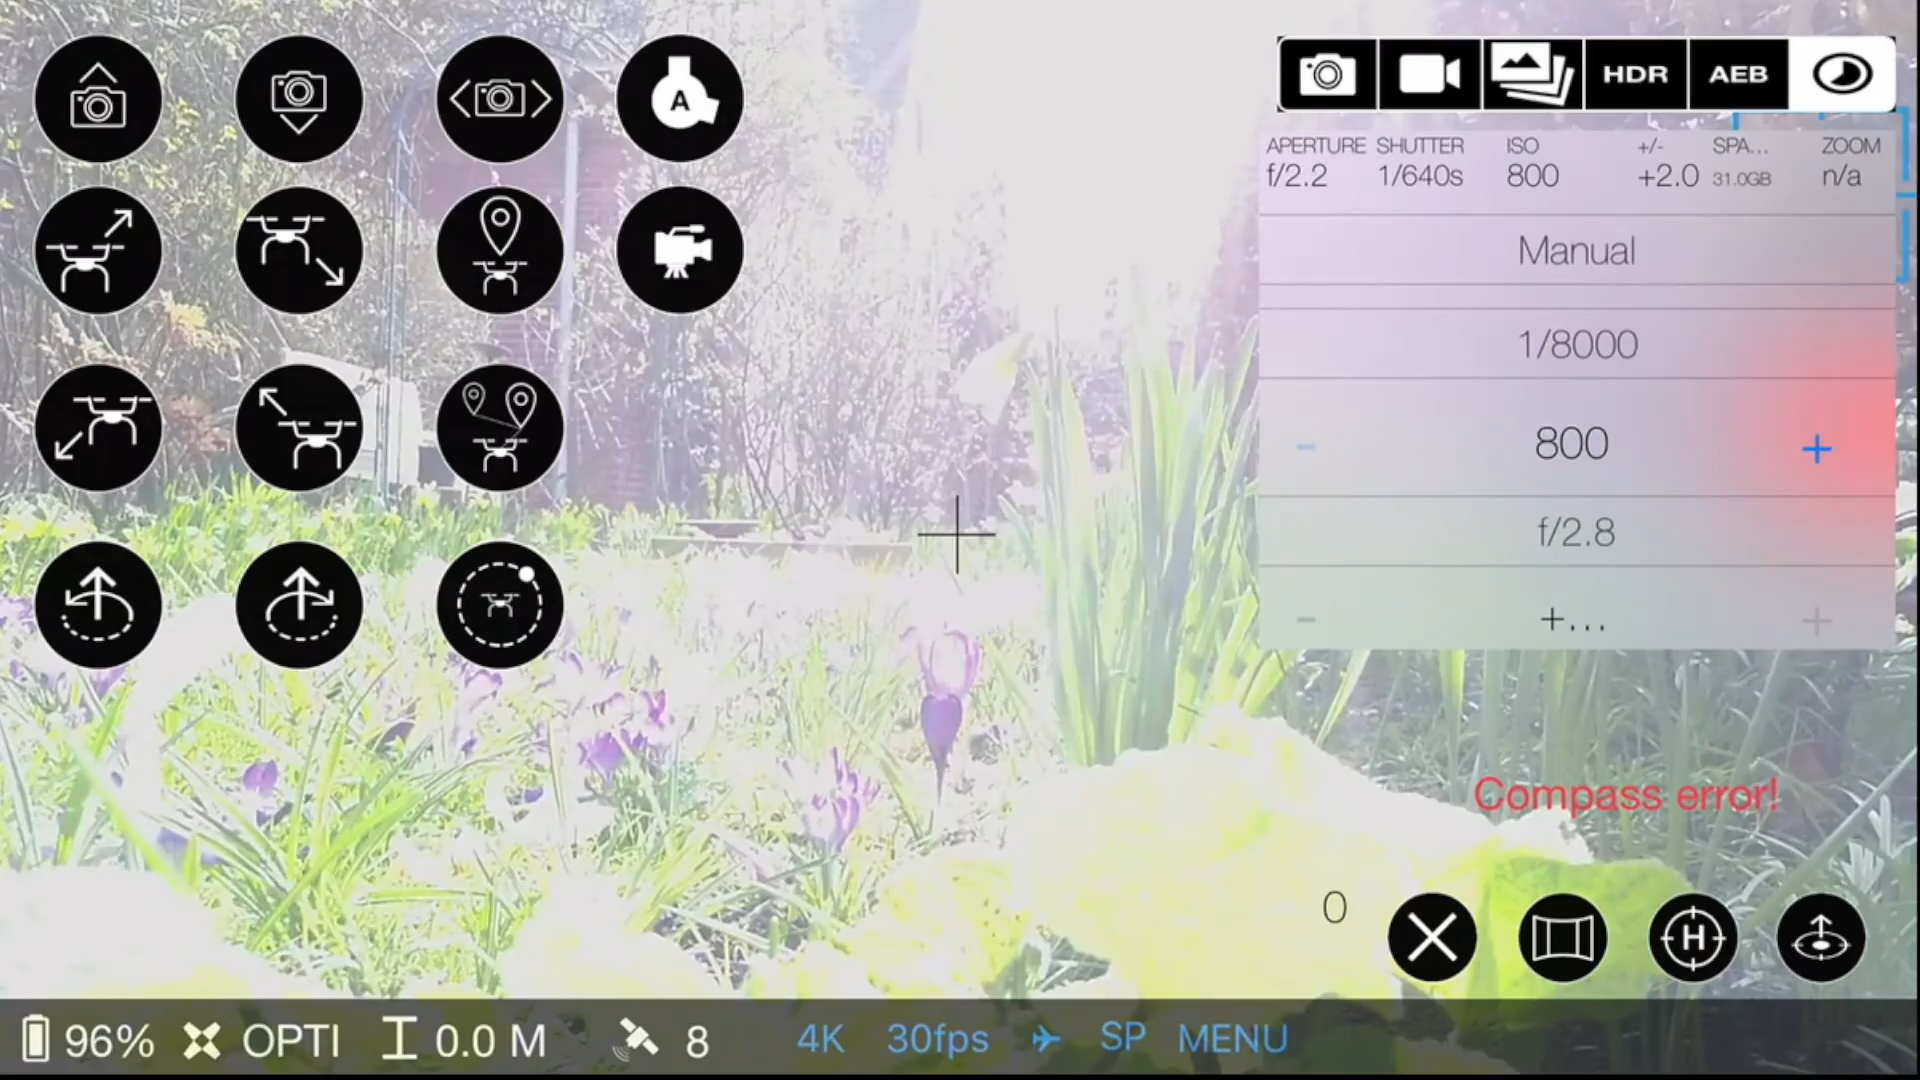 A
HDR AEB
APERTURE SHUTTER ISO +/- SPA... ZOOM
f/2.2 1/640s 800 +2.0 31.0GB n/a
Manual
1/8000
- 800 +
f/2.8
- +... +
Compass error!
0
H
96% OPTI 0.0 M 8 4K 30fps SP MENU